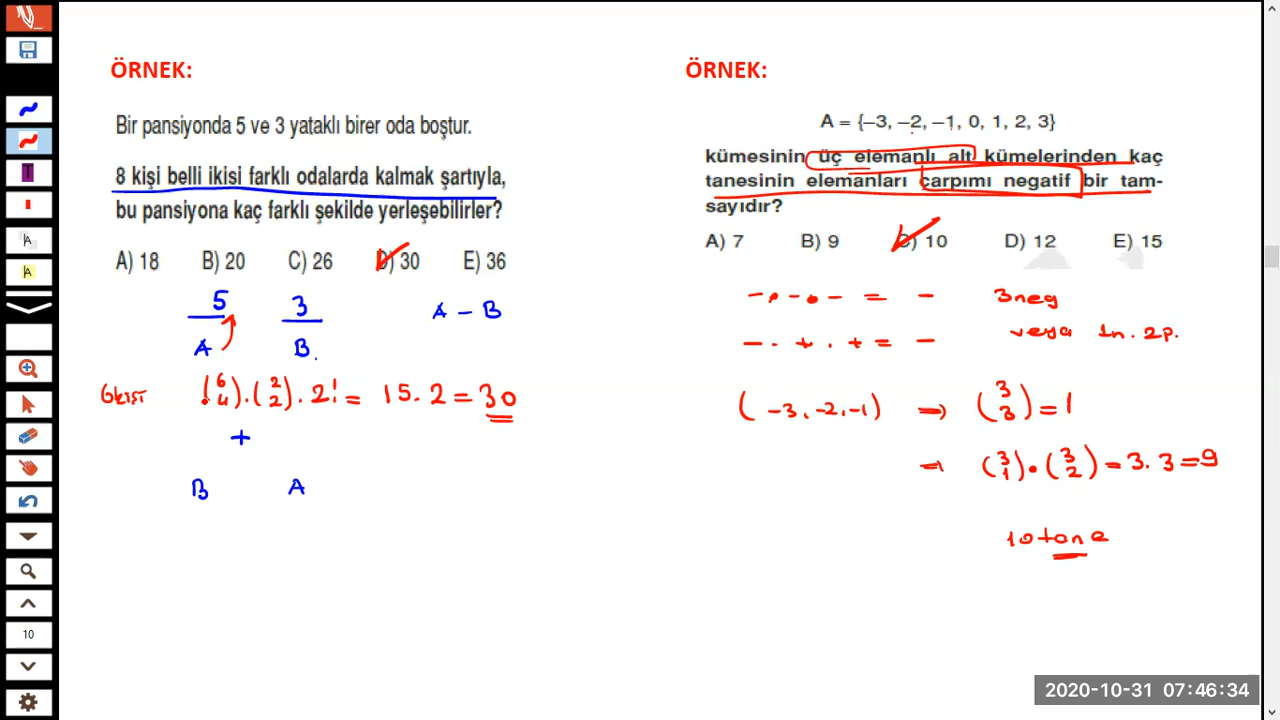 ÖRNEK:
Bir pansiyonda 5 ve 3 yataklı birer oda boştur.
8 kişi belli ikisi farklı odalarda kalmak şartıyla,
bu pansiyona kaç farklı şekilde yerleşebilirler?
A) 18 B) 20 C) 26 D) 30 E) 36
5 3 A - B
A B
6kişi (6 4) . (2 2) . 2! = 15 . 2 = 30
+
B A
ÖRNEK:
A = {–3, –2, –1, 0, 1, 2, 3}
kümesinin üç elemanlı alt kümelerinden kaç
tanesinin elemanları çarpımı negatif bir tam-
sayıdır?
A) 7 B) 9 C) 10 D) 12 E) 15
- . - . - = - 3neg
veya 1n. 2p.
- . + . + = -
( -3, -2, -1) ⇒ (3 3) = 1
⇒ (3 1) . (3 2) = 3. 3 = 9
10 tane
T
A
A
10
2020-10-31 07:46:34